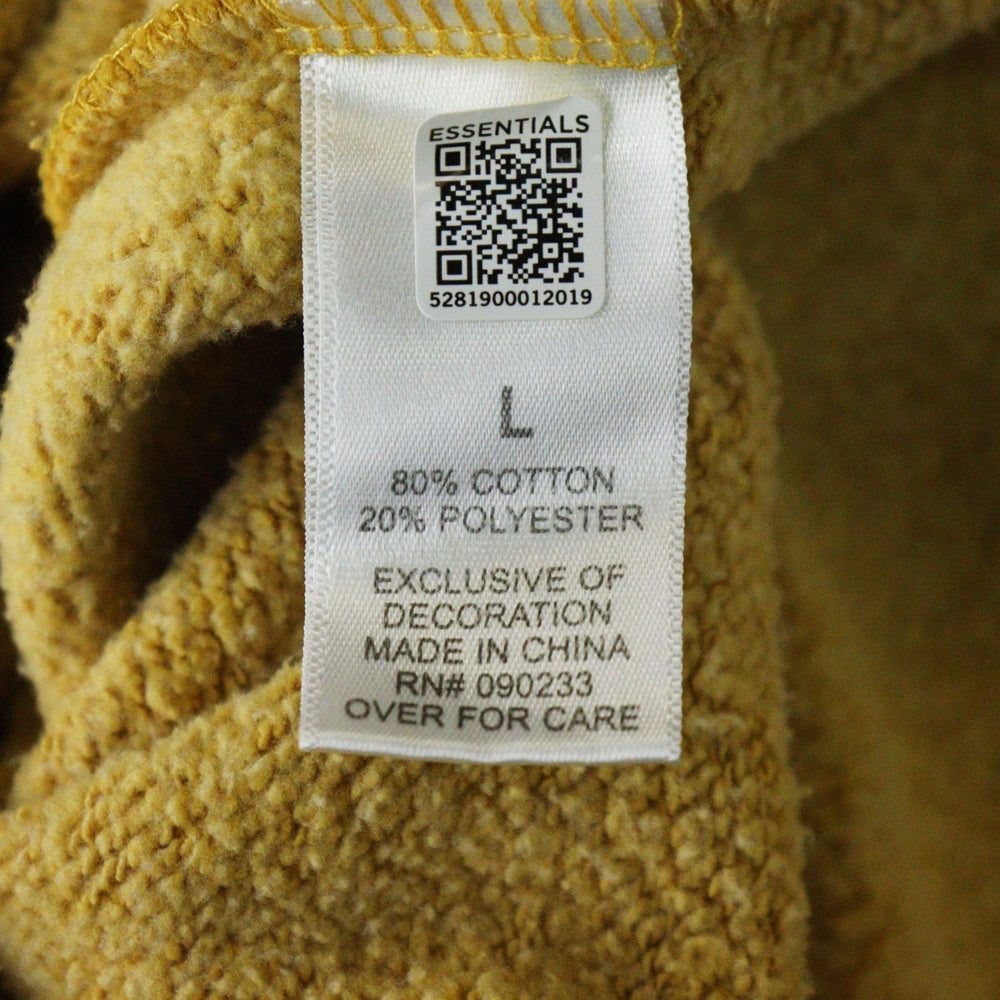 ESSENTIALS
5281900012019
L
80% COTTON
20% POLYESTER
EXCLUSIVE OF
DECORATION
MADE IN CHINA
RN# 090233
OVER FOR CARE